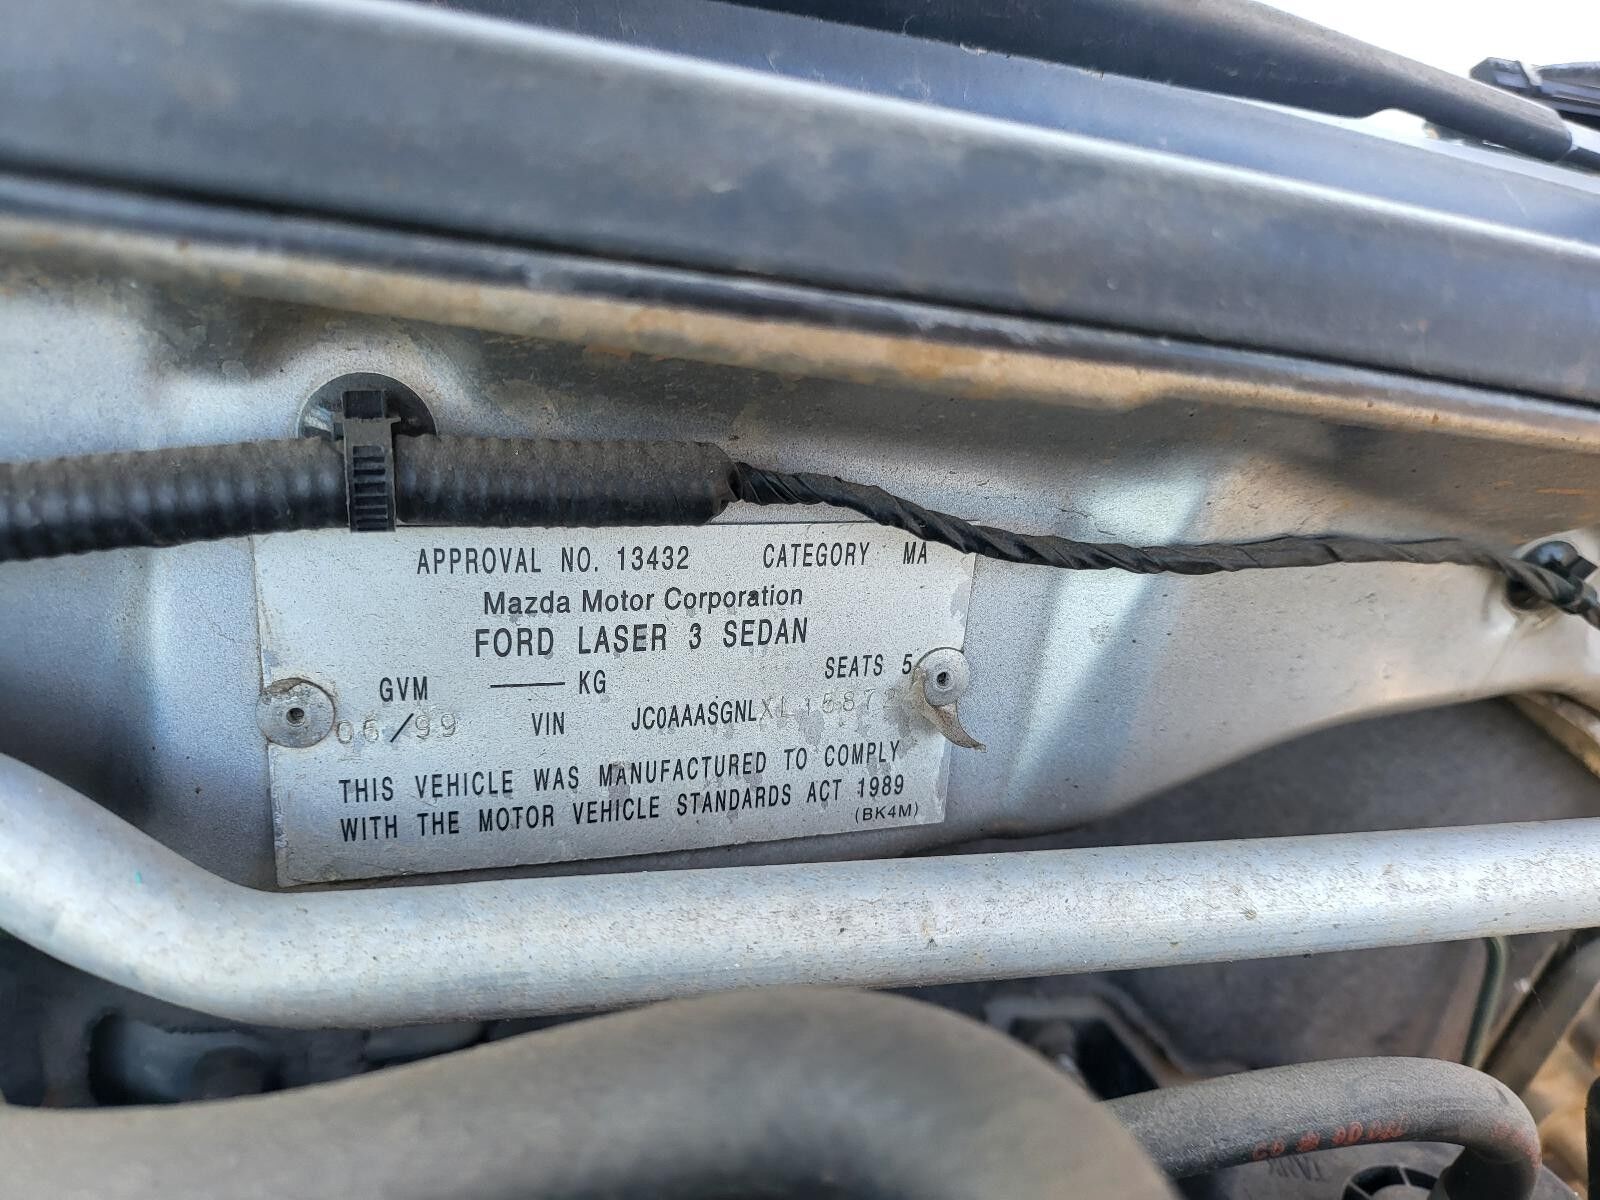 APPROVAL NO. 13432 CATEGORY MA
Mazda Motor Corporation
FORD LASER 3 SEDAN
GVM —— KG SEATS 5
06/99 VIN
THIS VEHICLE WAS MANUFACTURED TO COMPLY
WITH THE MOTOR VEHICLE STANDARDS ACT 1989
(BK4M)
TANK